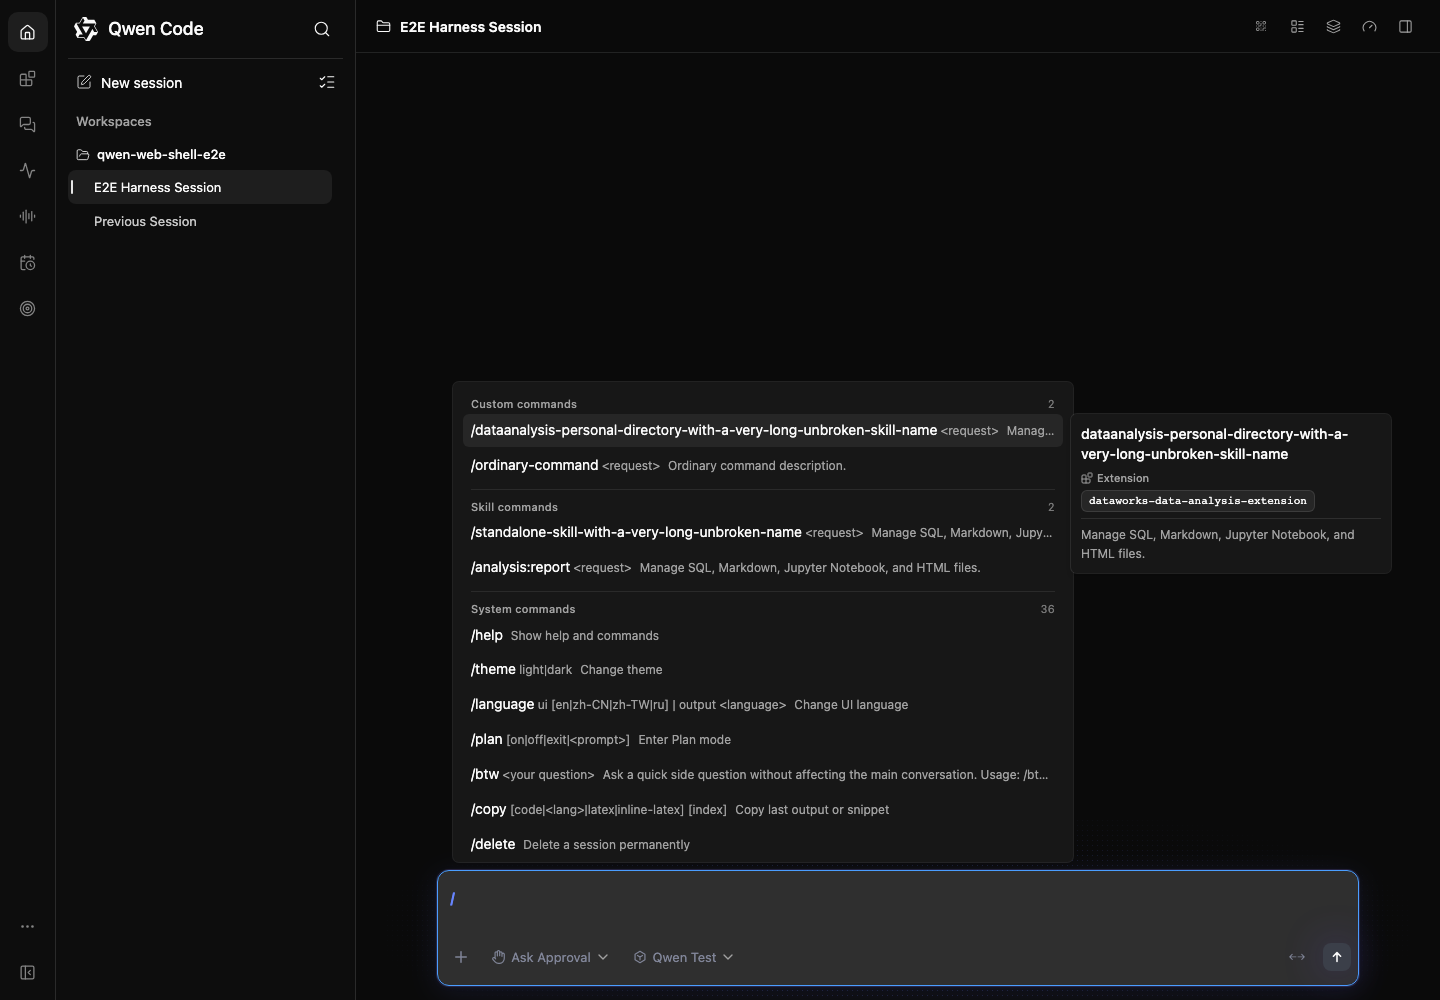 Qwen Code
New session
Workspaces
qwen-web-shell-e2e
E2E Harness Session
Previous Session
E2E Harness Session
Custom commands 2
/dataanalysis-personal-directory-with-a-very-long-unbroken-skill-name <request> Manag...
/ordinary-command <request> Ordinary command description.
Skill commands 2
/standalone-skill-with-a-very-long-unbroken-name <request> Manage SQL, Markdown, Jupy...
/analysis:report <request> Manage SQL, Markdown, Jupyter Notebook, and HTML files.
System commands 36
/help Show help and commands
/theme light|dark Change theme
/language ui [en|zh-CN|zh-TW|ru] | output <language> Change UI language
/plan [on|off|exit|<prompt>] Enter Plan mode
/btw <your question> Ask a quick side question without affecting the main conversation. Usage: /bt...
/copy [code|<lang>|latex|inline-latex] [index] Copy last output or snippet
/delete Delete a session permanently
dataanalysis-personal-directory-with-a-
very-long-unbroken-skill-name
Extension
dataworks-data-analysis-extension
Manage SQL, Markdown, Jupyter Notebook, and
HTML files.
/
Ask Approval
Qwen Test